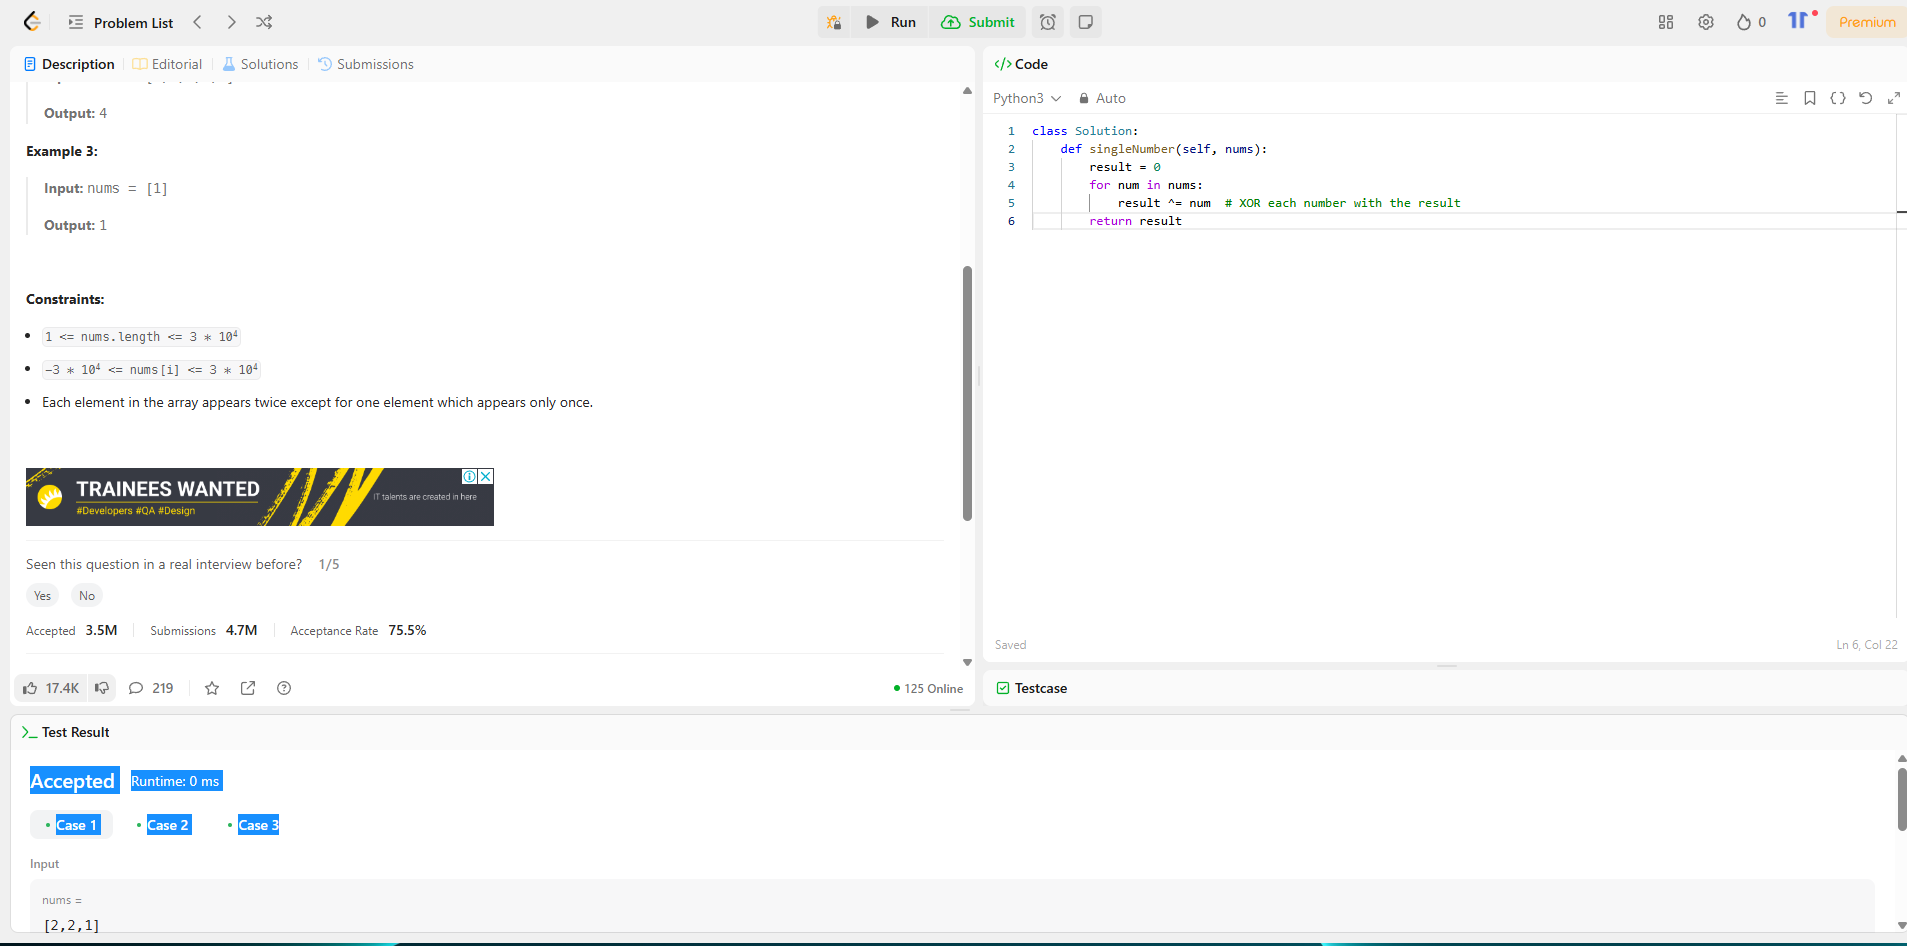 Problem List
Run
Submit
0
Premium
Description
Editorial
Solutions
Submissions
Output: 4
Example 3:
Input: nums = [1]
Output: 1
Constraints:
1 <= nums.length <= 3 * 10⁴
-3 * 10⁴ <= nums[i] <= 3 * 10⁴
Each element in the array appears twice except for one element which appears only once.
TRAINEES WANTED
#Developers #QA #Design
IT talents are created in here
Seen this question in a real interview before? 1/5
Yes
No
Accepted 3.5M
Submissions 4.7M
Acceptance Rate 75.5%
17.4K
219
125 Online
</> Code
Python3
Auto
1 class Solution:
2 def singleNumber(self, nums):
3 result = 0
4 for num in nums:
5 result ^= num # XOR each number with the result
6 return result
Saved
Ln 6, Col 22
Testcase
Test Result
Accepted Runtime: 0 ms
• Case 1 • Case 2 • Case 3
Input
nums =
[2,2,1]